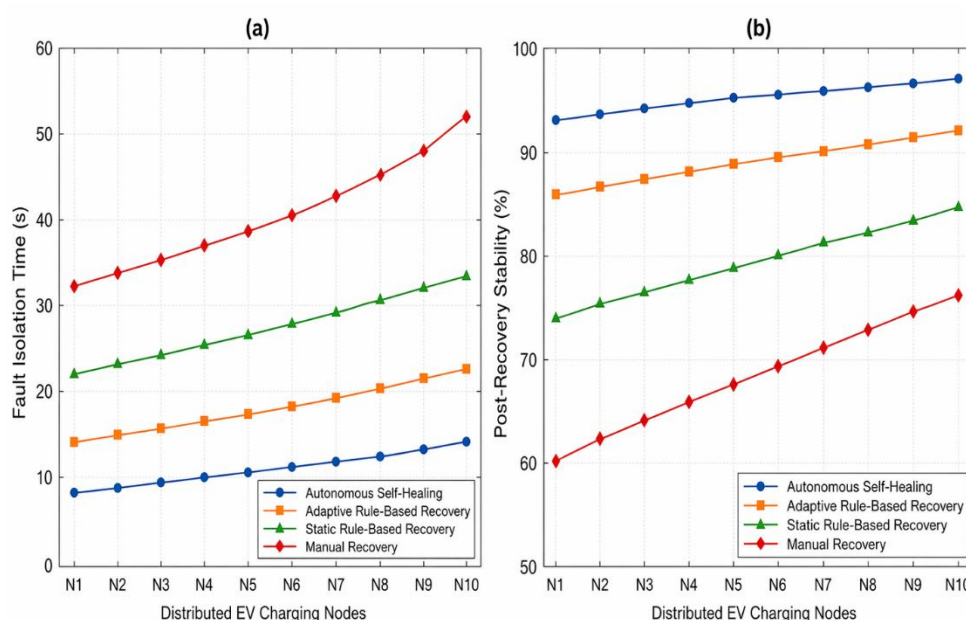 (a)
Fault Isolation Time (s)
60
50
40
30
20
10
0
N1 N2 N3 N4 N5 N6 N7 N8 N9 N10
Distributed EV Charging Nodes
Autonomous Self-Healing
Adaptive Rule-Based Recovery
Static Rule-Based Recovery
Manual Recovery
(b)
Post-Recovery Stability (%)
100
90
80
70
60
50
N1 N2 N3 N4 N5 N6 N7 N8 N9 N10
Distributed EV Charging Nodes
Autonomous Self-Healing
Adaptive Rule-Based Recovery
Static Rule-Based Recovery
Manual Recovery